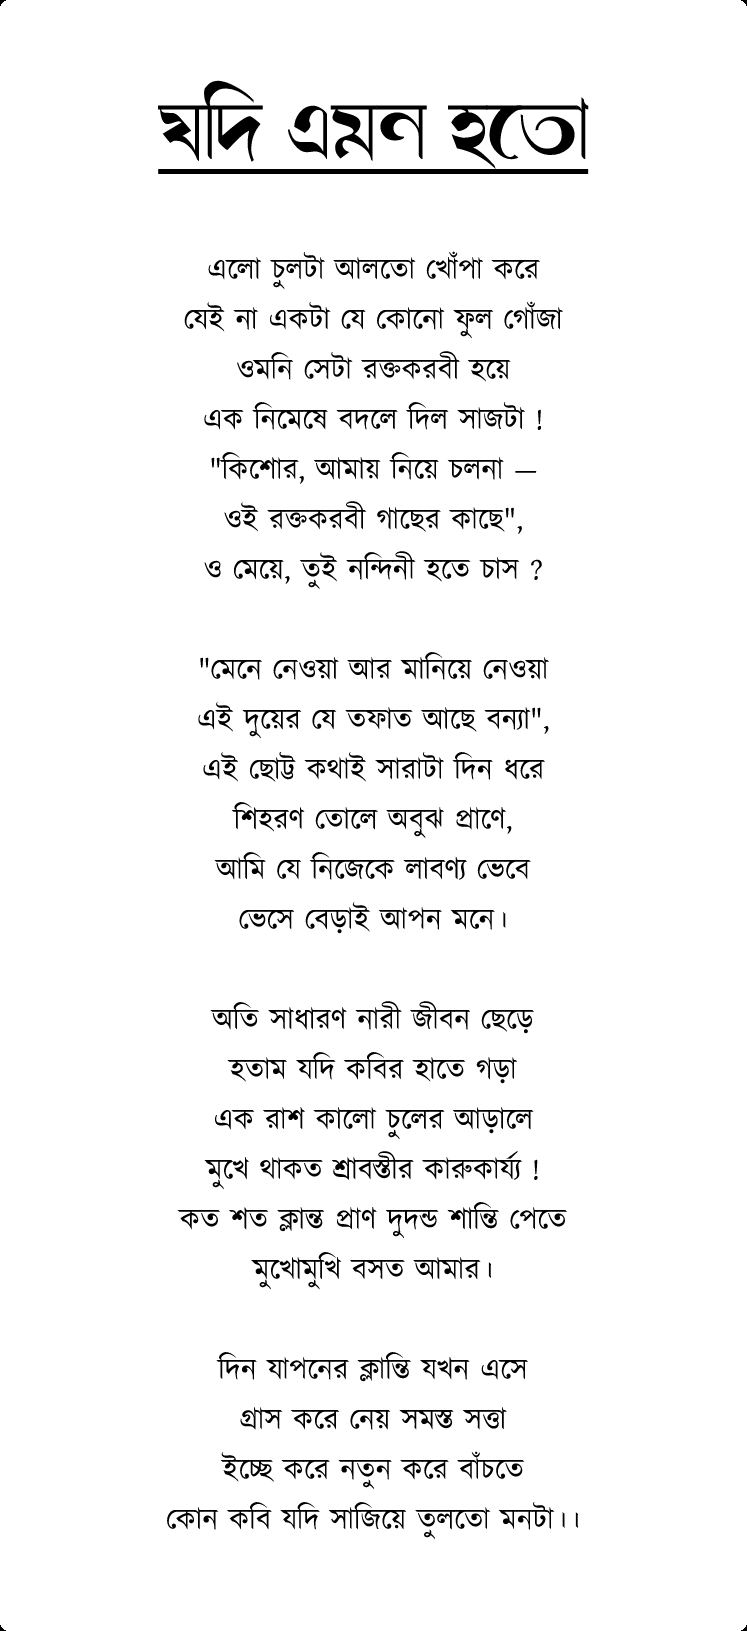 যদি এমন হতো
এলো চুলটা আলতো খোঁপা করে
যেই না একটা যে কোনো ফুল গোঁজা
ওমনি সেটা রক্তকরবী হয়ে
এক নিমেষে বদলে দিল সাজটা !
"কিশোর, আমায় নিয়ে চলনা —
ওই রক্তকরবী গাছের কাছে",
ও মেয়ে, তুই নন্দিনী হতে চাস ?
"মেনে নেওয়া আর মানিয়ে নেওয়া
এই দুয়ের যে তফাত আছে বন্যা",
এই ছোট্ট কথাই সারাটা দিন ধরে
শিহরণ তোলে অবুঝ প্রাণে,
আমি যে নিজেকে লাবণ্য ভেবে
ভেসে বেড়াই আপন মনে।
অতি সাধারণ নারী জীবন ছেড়ে
হতাম যদি কবির হাতে গড়া
এক রাশ কালো চুলের আড়ালে
মুখে থাকত শ্রাবস্তীর কারুকার্য্য !
কত শত ক্লান্ত প্রাণ দুদন্ড শান্তি পেতে
মুখোমুখি বসত আমার।
দিন যাপনের ক্লান্তি যখন এসে
গ্রাস করে নেয় সমস্ত সত্তা
ইচ্ছে করে নতুন করে বাঁচতে
কোন কবি যদি সাজিয়ে তুলতো মনটা।।